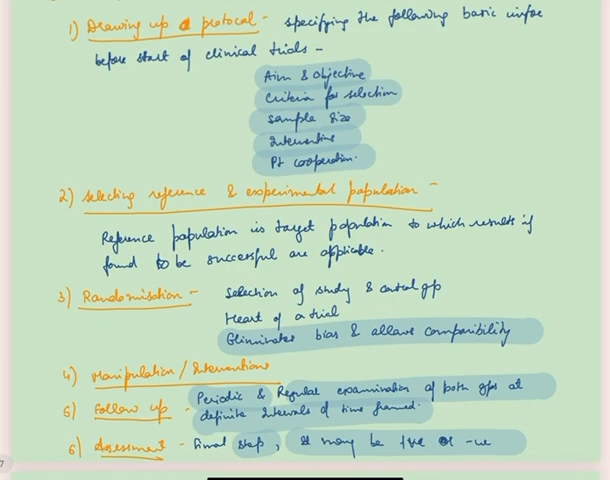 1) Drawing up a protocol - specifying the following basic infor
before start of clinical trials -
Aim & objective
Criteria for selection
Sample size
Intervention
Pt cooperation.
2) Selecting reference & experimental population -
Reference population is target population to which results if
found to be successful are applicable.
3) Randomisation - Selection of study & control gp
Heart of a trial
Eliminates bias & allows comparibility
4) Manipulation / Interventions
5) Follow up - Periodic & Regular examination of both gps at
definite intervals of time framed.
6) Assessment - Final step, It may be +ve or -ve
7